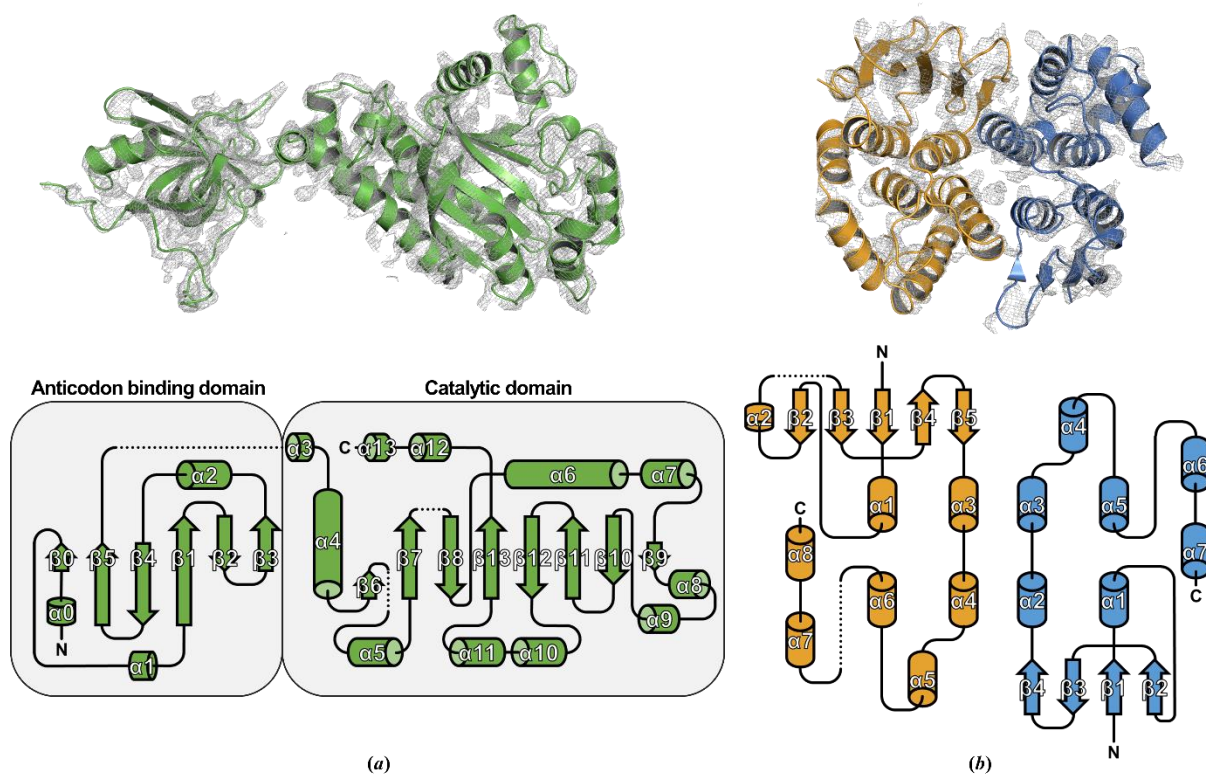 Anticodon binding domain
Catalytic domain
α3
C
α13
α12
α2
α6
α7
β0
β5
β4
β1
β2
β3
α4
β6
β7
β8
β13
β12
β11
β10
β9
α0
N
α1
α5
α11
α10
α9
α8
N
α2
β2
β3
β1
β4
β5
α1
α3
C
α8
α6
α4
α7
α5
α4
α6
α3
α5
α7
C
α2
α1
β4
β3
β1
β2
N
(a)
(b)